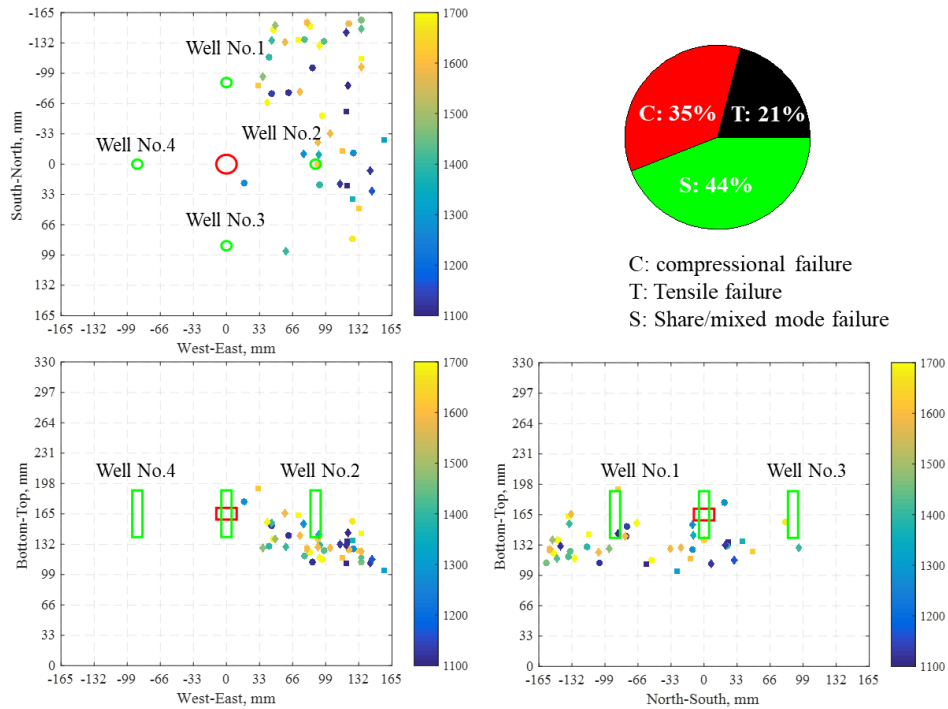 -165
-132
-99
-66
-33
0
33
66
99
132
165
South-North, mm
-165 -132 -99 -66 -33 0 33 66 99 132 165
West-East, mm
Well No.1
Well No.2
Well No.4
Well No.3
1700
1600
1500
1400
1300
1200
1100
C: 35%
T: 21%
S: 44%
C: compressional failure
T: Tensile failure
S: Share/mixed mode failure
330
297
264
231
198
165
132
99
66
33
0
Bottom-Top, mm
-165 -132 -99 -66 -33 0 33 66 99 132 165
West-East, mm
Well No.4
Well No.2
1700
1600
1500
1400
1300
1200
1100
330
297
264
231
198
165
132
99
66
33
0
Bottom-Top, mm
-165 -132 -99 -66 -33 0 33 66 99 132 165
North-South, mm
Well No.1
Well No.3
1700
1600
1500
1400
1300
1200
1100